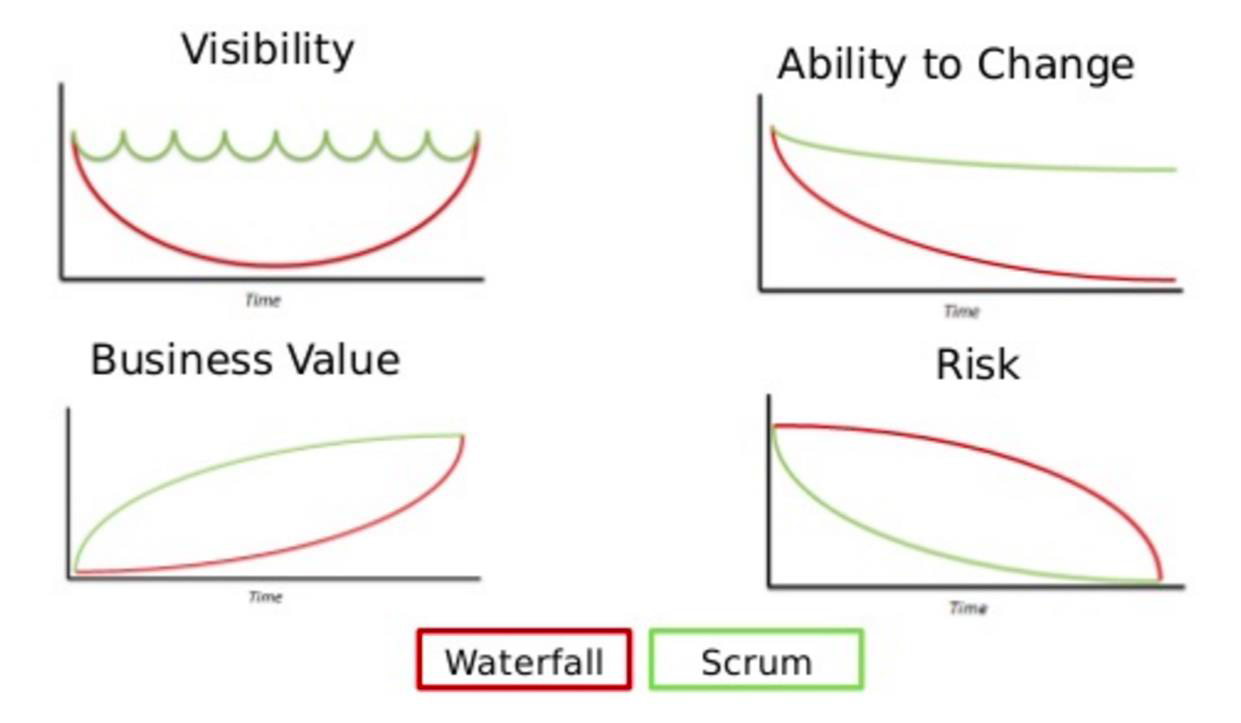 Visibility
Ability to Change
Time
Time
Business Value
Risk
Time
Time
Waterfall
Scrum